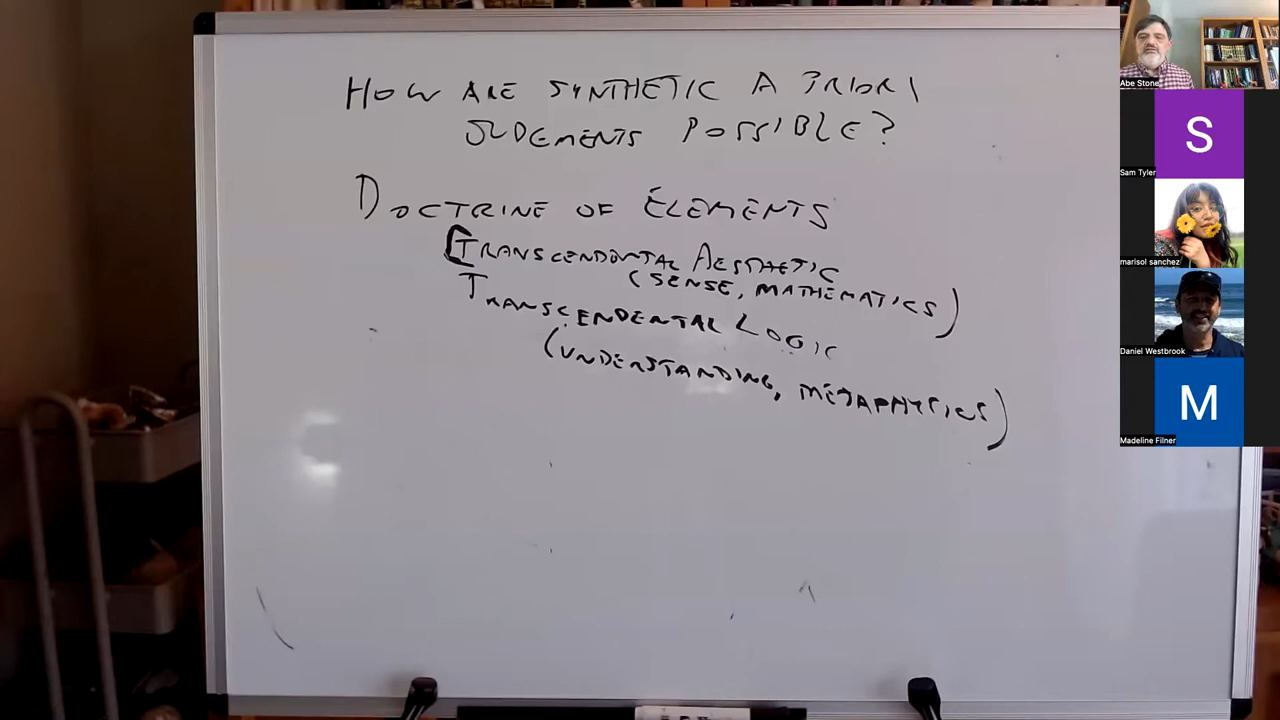 HOW ARE SYNTHETIC A PRIORI
JUDEMENTS POSSIBLE?
DOCTRINE OF ELEMENTS
TRANSCENDENTAL AESTHETIC
(SENSE, MATHEMATICS)
TRANSCENDENTAL LOGIC
(UNDERSTANDING, METAPHYSICS)
Abe Stone
S
Sam Tyler
marisol sanchez
Daniel Westbrook
M
Madeline Filner